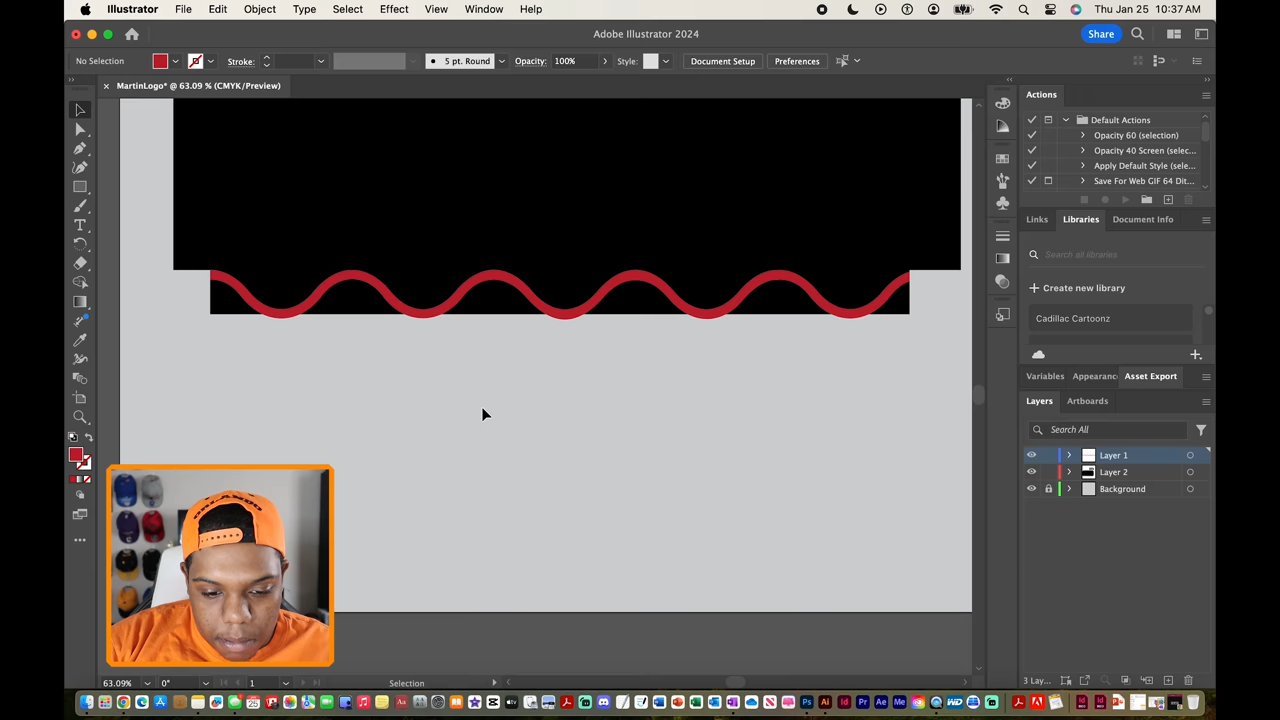 Illustrator File Edit Object Type Select Effect View Window Help
Thu Jan 25 10:37 AM
Adobe Illustrator 2024
Share
No Selection
Stroke:
5 pt. Round
Opacity: 100%
Style:
Document Setup
Preferences
MartinLogo* @ 63.09 % (CMYK/Preview)
Actions
Default Actions
Opacity 60 (selection)
Opacity 40 Screen (selec...
Apply Default Style (sele...
Save For Web GIF 64 Dit...
Links Libraries Document Info
Search all libraries
Create new library
Cadillac Cartoonz
Variables Appearanc Asset Export
Layers Artboards
Search All
Layer 1
Layer 2
Background
ORLANDO
63.09% 0° 1 Selection
3 Lay...